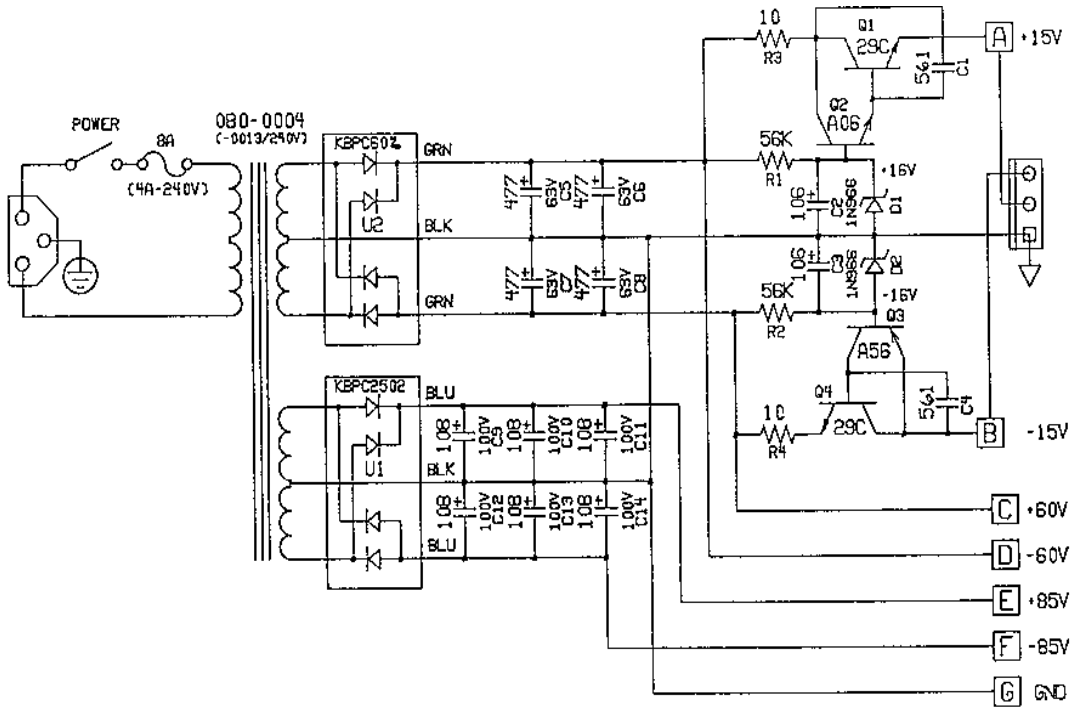 POWER
8A
(4A-240V)
080-0004
(-0013/240V)
KBPC602
U2
GRN
BLK
GRN
477
63V
C5
477
63V
C6
477
63V
C7
477
63V
C8
10
R3
Q1
29C
561
C1
A
+15V
Q2
A06
56K
R1
+16V
106
C2
1N966
D1
106
C3
1N966
D2
56K
R2
-16V
Q3
A56
Q4
29C
10
R4
561
C4
B
-15V
KBPC2502
U1
BLU
BLK
BLU
108
100V
C9
108
100V
C10
108
100V
C11
108
100V
C12
108
100V
C13
108
100V
C14
C
+60V
D
-60V
E
+85V
F
-85V
G
GND